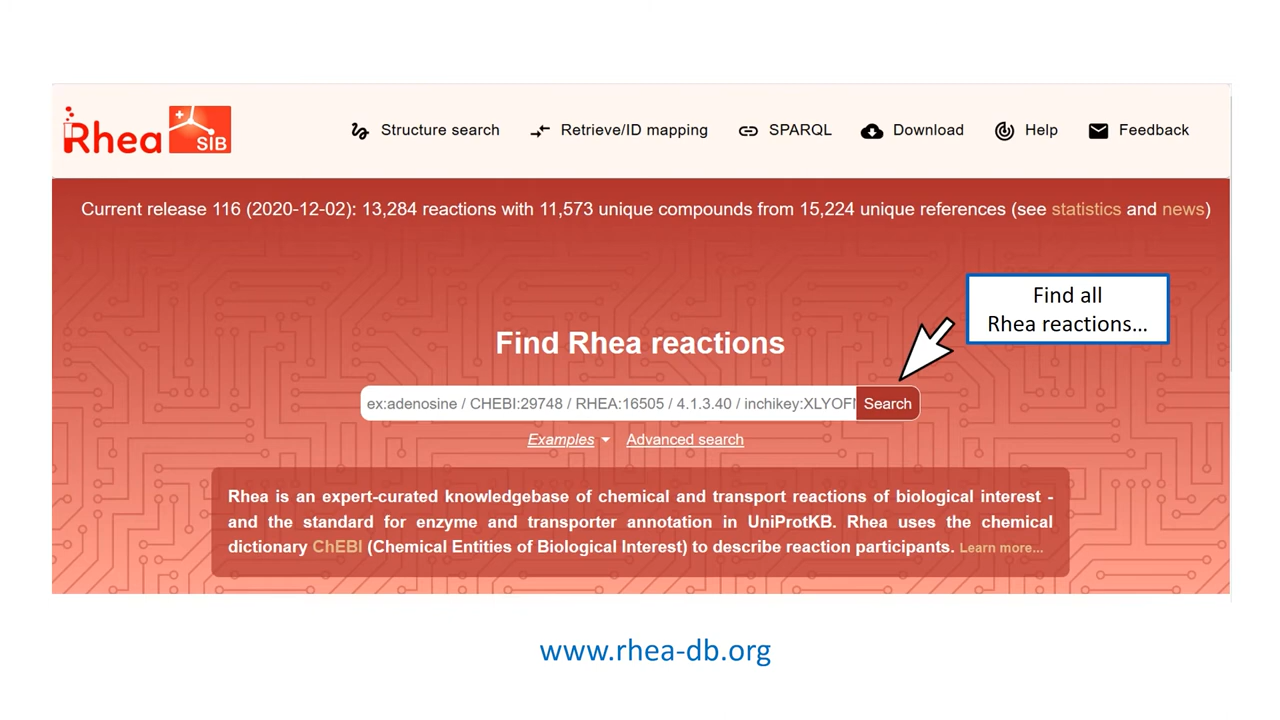 Rhea SIB
Structure search Retrieve/ID mapping SPARQL Download Help Feedback
Current release 116 (2020-12-02): 13,284 reactions with 11,573 unique compounds from 15,224 unique references (see statistics and news)
Find all
Rhea reactions...
Find Rhea reactions
ex:adenosine / CHEBI:29748 / RHEA:16505 / 4.1.3.40 / inchikey:XLYOF Search
Examples Advanced search
Rhea is an expert-curated knowledgebase of chemical and transport reactions of biological interest -
and the standard for enzyme and transporter annotation in UniProtKB. Rhea uses the chemical
dictionary ChEBI (Chemical Entities of Biological Interest) to describe reaction participants. Learn more...
www.rhea-db.org